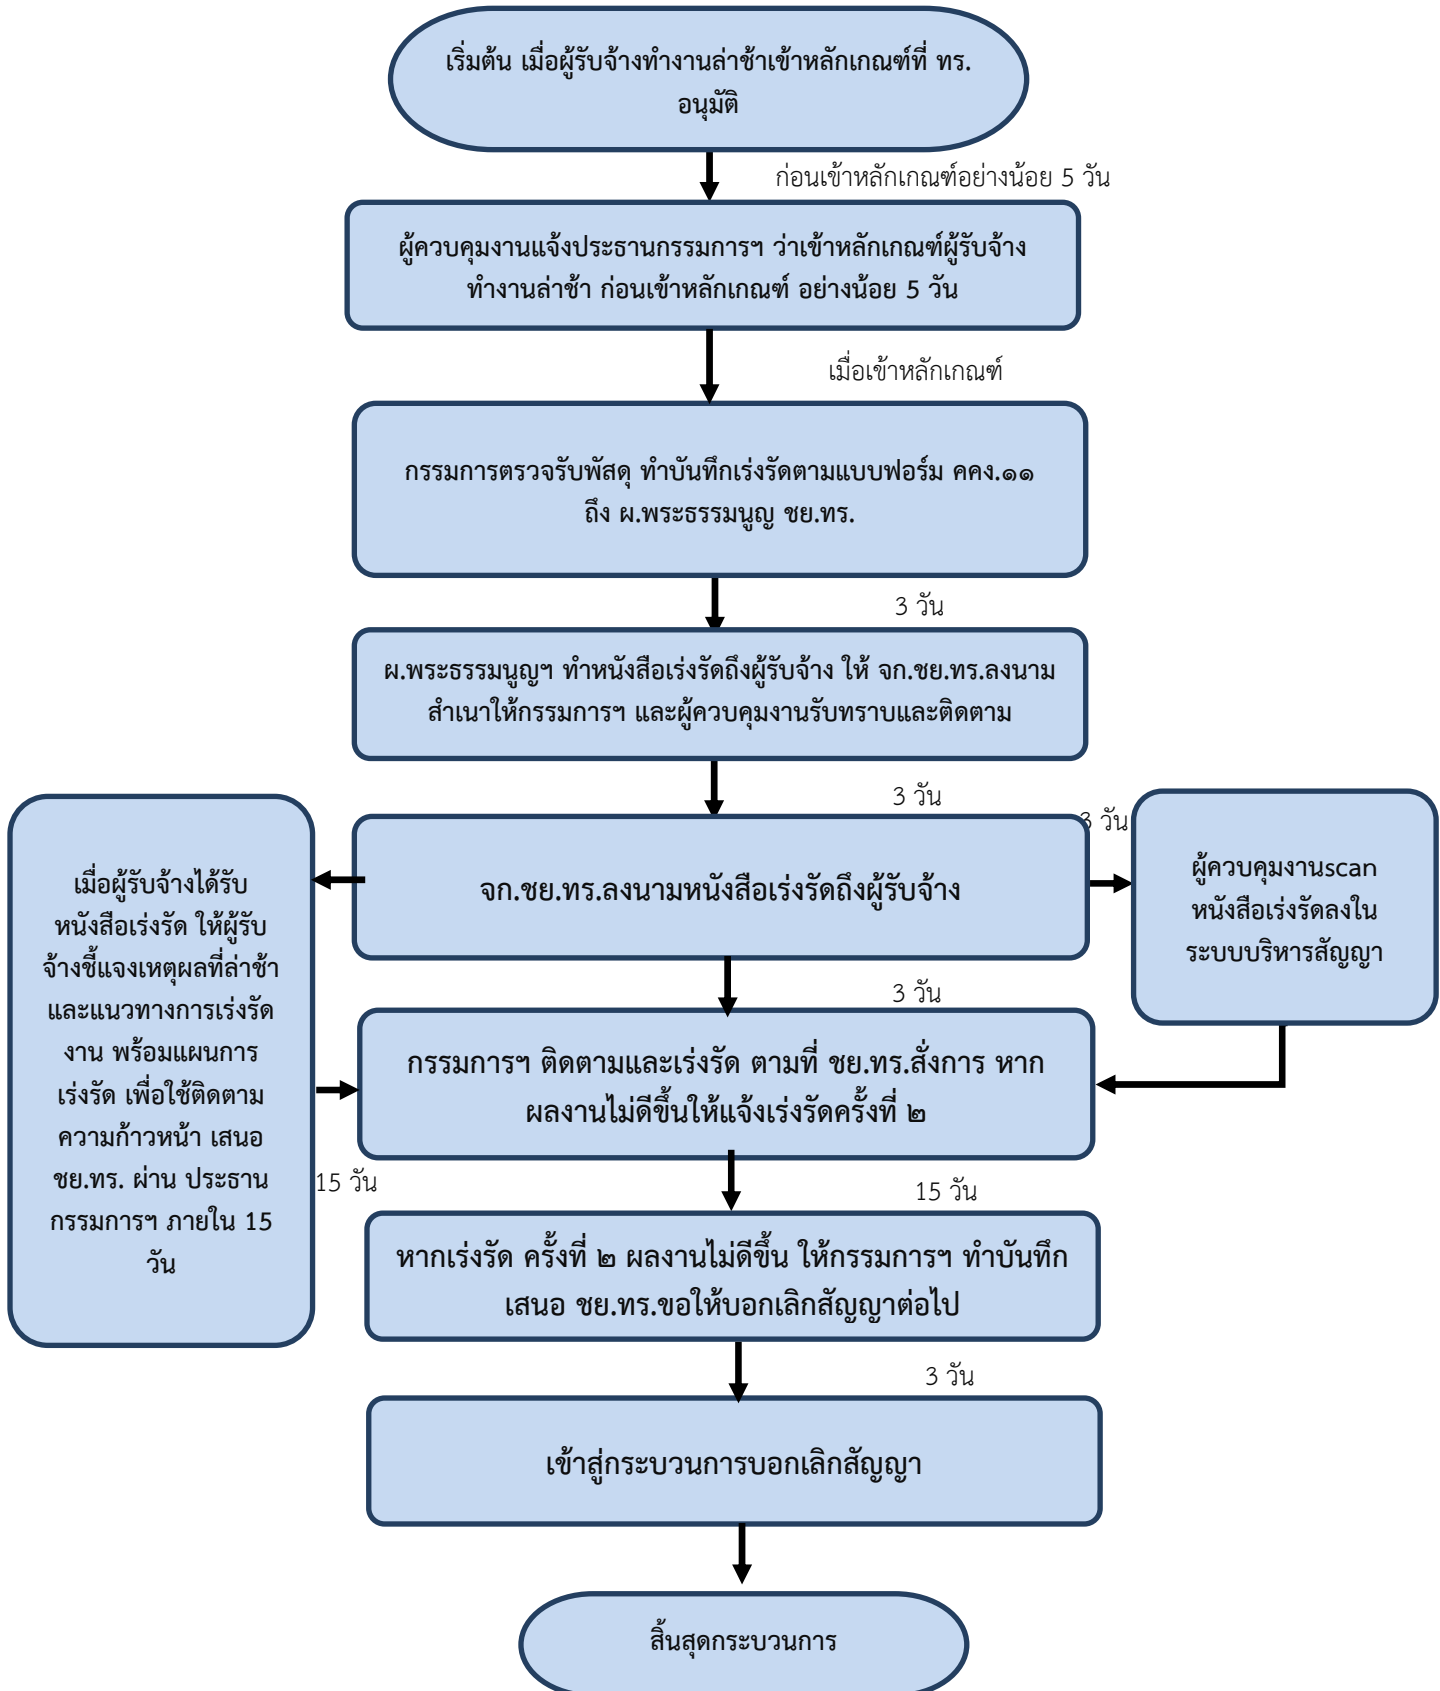 เริ่มต้น เมื่อผู้รับจ้างทำงานล่าช้าเข้าหลักเกณฑ์ที่ ทร.
อนุมัติ
ก่อนเข้าหลักเกณฑ์อย่างน้อย 5 วัน
ผู้ควบคุมงานแจ้งประธานกรรมการฯ ว่าเข้าหลักเกณฑ์ผู้รับจ้าง
ทำงานล่าช้า ก่อนเข้าหลักเกณฑ์ อย่างน้อย 5 วัน
เมื่อเข้าหลักเกณฑ์
กรรมการตรวจรับพัสดุ ทำบันทึกเร่งรัดตามแบบฟอร์ม คคง.๑๑
ถึง ผ.พระธรรมนูญ ชย.ทร.
3 วัน
ผ.พระธรรมนูญฯ ทำหนังสือเร่งรัดถึงผู้รับจ้าง ให้ จก.ชย.ทร.ลงนาม
สำเนาให้กรรมการฯ และผู้ควบคุมงานรับทราบและติดตาม
3 วัน
3 วัน
จก.ชย.ทร.ลงนามหนังสือเร่งรัดถึงผู้รับจ้าง
ผู้ควบคุมงานscan
หนังสือเร่งรัดลงใน
ระบบบริหารสัญญา
เมื่อผู้รับจ้างได้รับ
หนังสือเร่งรัด ให้ผู้รับ
จ้างชี้แจงเหตุผลที่ล่าช้า
และแนวทางการเร่งรัด
งาน พร้อมแผนการ
เร่งรัด เพื่อใช้ติดตาม
ความก้าวหน้า เสนอ
ชย.ทร. ผ่าน ประธาน
กรรมการฯ ภายใน 15
วัน
3 วัน
กรรมการฯ ติดตามและเร่งรัด ตามที่ ชย.ทร.สั่งการ หาก
ผลงานไม่ดีขึ้นให้แจ้งเร่งรัดครั้งที่ ๒
15 วัน
15 วัน
หากเร่งรัด ครั้งที่ ๒ ผลงานไม่ดีขึ้น ให้กรรมการฯ ทำบันทึก
เสนอ ชย.ทร.ขอให้บอกเลิกสัญญาต่อไป
3 วัน
เข้าสู่กระบวนการบอกเลิกสัญญา
สิ้นสุดกระบวนการ